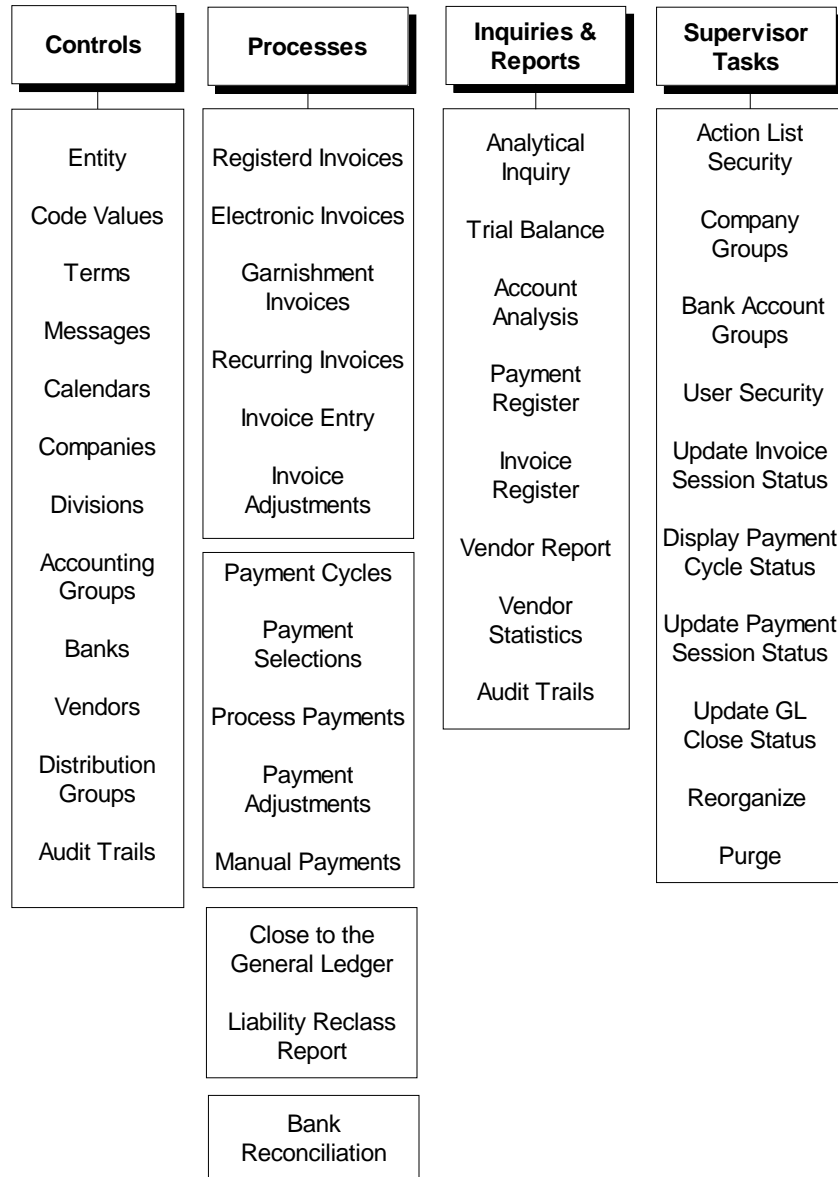 Controls
Entity
Code Values
Terms
Messages
Calendars
Companies
Divisions
Accounting
Groups
Banks
Vendors
Distribution
Groups
Audit Trails
Processes
Registerd Invoices
Electronic Invoices
Garnishment
Invoices
Recurring Invoices
Invoice Entry
Invoice
Adjustments
Payment Cycles
Payment
Selections
Process Payments
Payment
Adjustments
Manual Payments
Close to the
General Ledger
Liability Reclass
Report
Bank
Reconciliation
Inquiries &
Reports
Analytical
Inquiry
Trial Balance
Account
Analysis
Payment
Register
Invoice
Register
Vendor Report
Vendor
Statistics
Audit Trails
Supervisor
Tasks
Action List
Security
Company
Groups
Bank Account
Groups
User Security
Update Invoice
Session Status
Display Payment
Cycle Status
Update Payment
Session Status
Update GL
Close Status
Reorganize
Purge